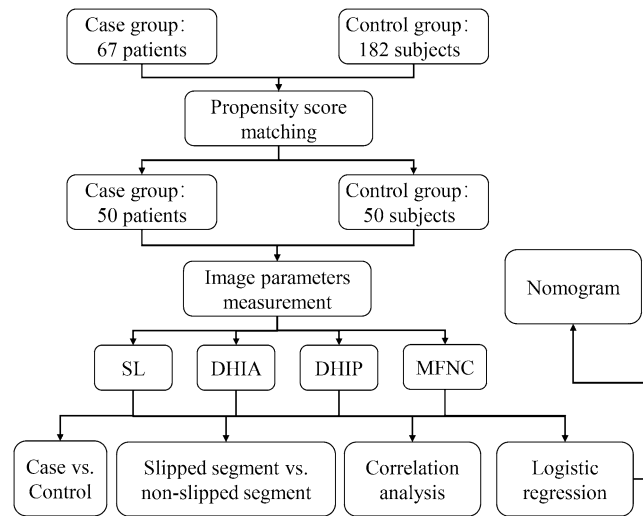 Case group：
67 patients
Control group：
182 subjects
Propensity score
matching
Case group：
50 patients
Control group：
50 subjects
Image parameters
measurement
Nomogram
SL
DHIA
DHIP
MFNC
Case vs.
Control
Slipped segment vs.
non-slipped segment
Correlation
analysis
Logistic
regression